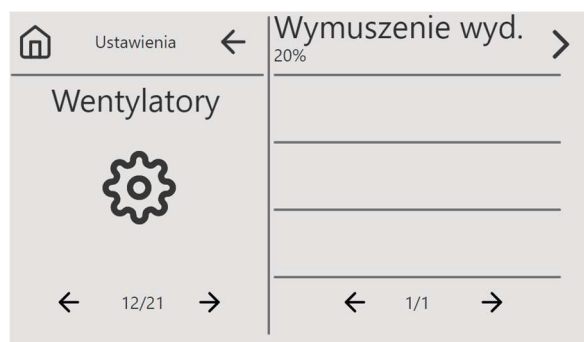 Ustawienia
Wentylatory
12/21
Wymuszenie wyd.
20%
1/1